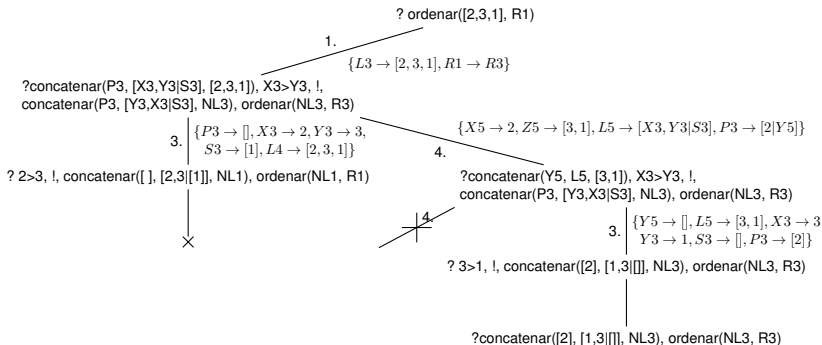 ? ordenar([2,3,1], R1)
1.
{L3 → [2, 3, 1], R1 → R3}
?concatenar(P3, [X3,Y3|S3], [2,3,1]), X3>Y3, !,
concatenar(P3, [Y3,X3|S3], NL3), ordenar(NL3, R3)
3.
{P3 → [], X3 → 2, Y3 → 3,
S3 → [1], L4 → [2, 3, 1]}
{X5 → 2, Z5 → [3, 1], L5 → [X3, Y3|S3], P3 → [2|Y5]}
4.
? 2>3, !, concatenar([ ], [2,3|[1]], NL1), ordenar(NL1, R1)
?concatenar(Y5, L5, [3,1]), X3>Y3, !,
concatenar(P3, [Y3,X3|S3], NL3), ordenar(NL3, R3)
4.
3.
{Y5 → [], L5 → [3, 1], X3 → 3
Y3 → 1, S3 → [], P3 → [2]}
? 3>1, !, concatenar([2], [1,3|[]], NL3), ordenar(NL3, R3)
?concatenar([2], [1,3|[]], NL3), ordenar(NL3, R3)